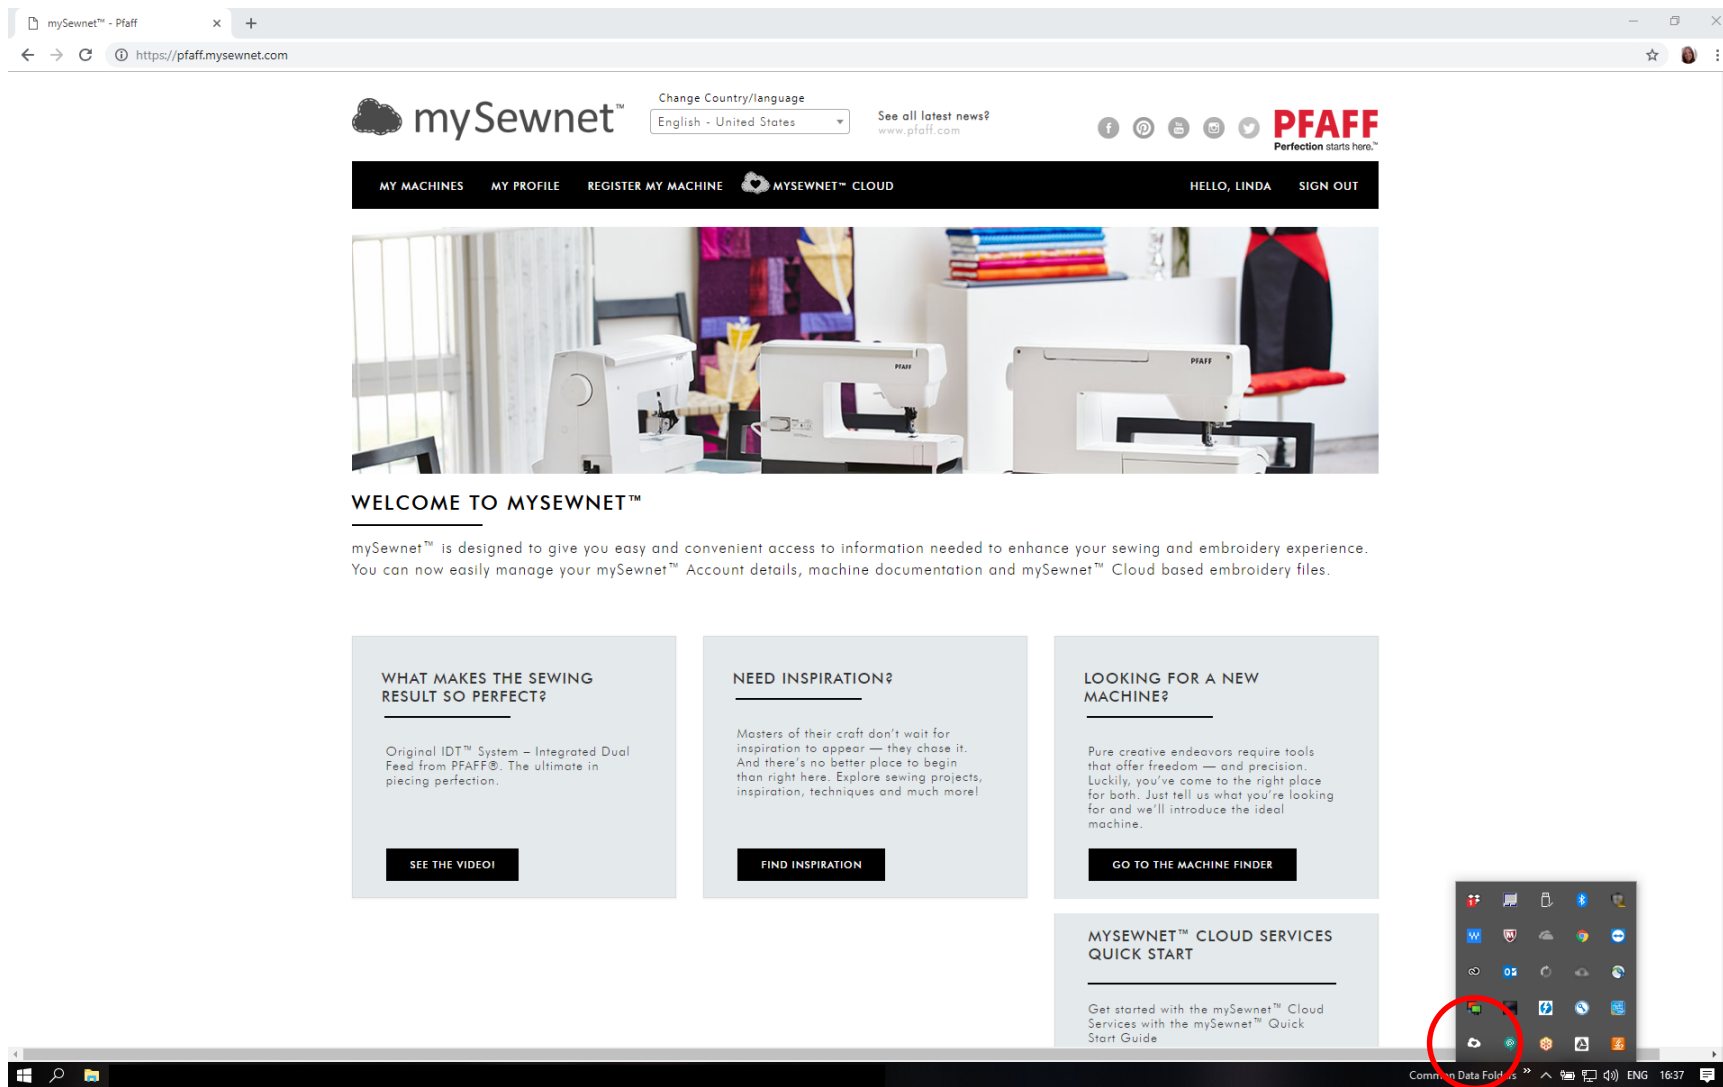 mySewnet™ - Pfaff
https://pfaff.mysewnet.com
mySewnet™
Change Country/language
English - United States
See all latest news?
www.pfaff.com
PFAFF
Perfection starts here.™
MY MACHINES
MY PROFILE
REGISTER MY MACHINE
MYSEWNET™ CLOUD
HELLO, LINDA
SIGN OUT
PFAFF
PFAFF
WELCOME TO MYSEWNET™
mySewnet™ is designed to give you easy and convenient access to information needed to enhance your sewing and embroidery experience.
You can now easily manage your mySewnet™ Account details, machine documentation and mySewnet™ Cloud based embroidery files.
WHAT MAKES THE SEWING
RESULT SO PERFECT?
Original IDT™ System – Integrated Dual
Feed from PFAFF®. The ultimate in
piecing perfection.
SEE THE VIDEO!
NEED INSPIRATION?
Masters of their craft don't wait for
inspiration to appear — they chase it.
And there's no better place to begin
than right here. Explore sewing projects,
inspiration, techniques and much more!
FIND INSPIRATION
LOOKING FOR A NEW
MACHINE?
Pure creative endeavors require tools
that offer freedom — and precision.
Luckily, you've come to the right place
for both. Just tell us what you're looking
for and we'll introduce the ideal
machine.
GO TO THE MACHINE FINDER
MYSEWNET™ CLOUD SERVICES
QUICK START
Get started with the mySewnet™ Cloud
Services with the mySewnet™ Quick
Start Guide
Common Data Folders
ENG
16:37